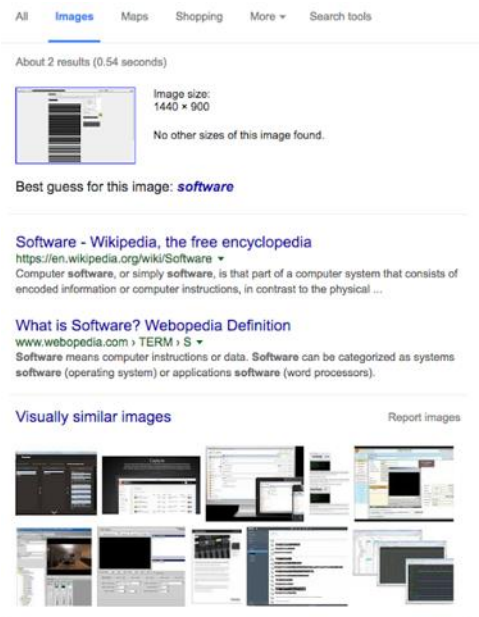 All Images Maps Shopping More Search tools
About 2 results (0.54 seconds)
Image size:
1440 × 900
No other sizes of this image found.
Best guess for this image: software
Software - Wikipedia, the free encyclopedia
https://en.wikipedia.org/wiki/Software
Computer software, or simply software, is that part of a computer system that consists of
encoded information or computer instructions, in contrast to the physical ...
What is Software? Webopedia Definition
www.webopedia.com › TERM › S
Software means computer instructions or data. Software can be categorized as systems
software (operating system) or applications software (word processors).
Visually similar images Report images